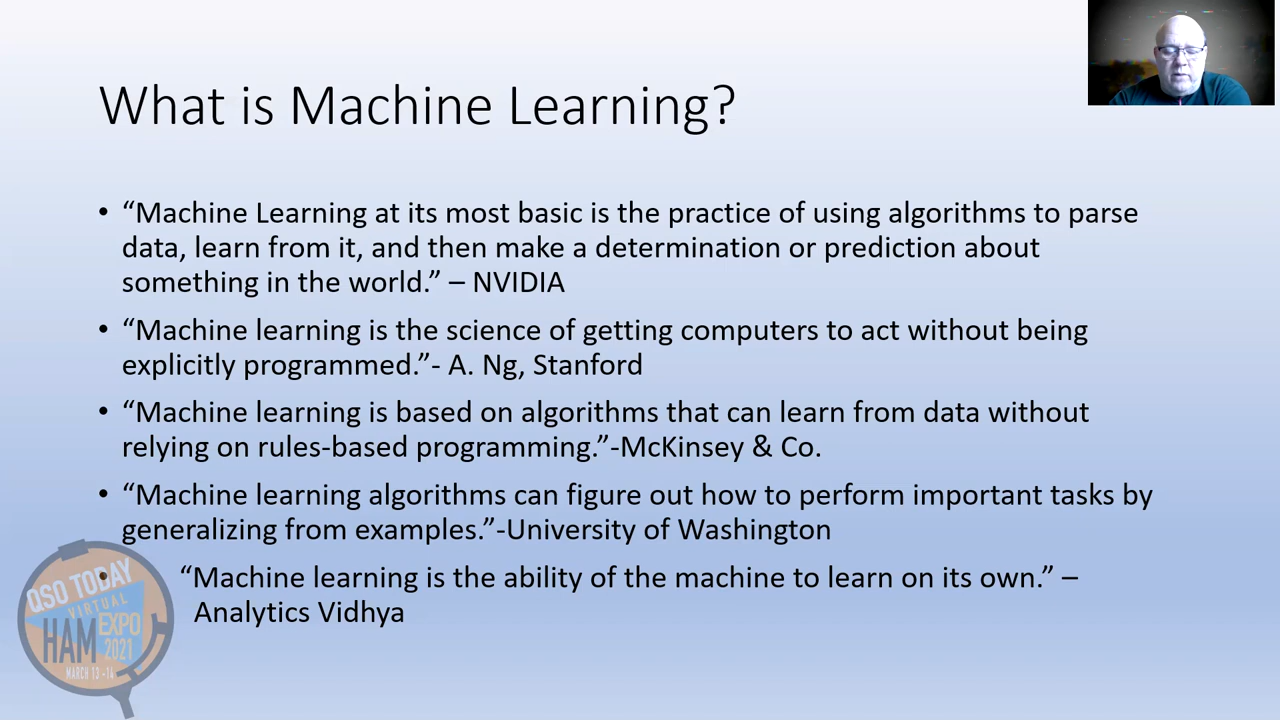 What is Machine Learning?
• “Machine Learning at its most basic is the practice of using algorithms to parse
data, learn from it, and then make a determination or prediction about
something in the world.” – NVIDIA
• “Machine learning is the science of getting computers to act without being
explicitly programmed.”- A. Ng, Stanford
• “Machine learning is based on algorithms that can learn from data without
relying on rules-based programming.”-McKinsey & Co.
• “Machine learning algorithms can figure out how to perform important tasks by
generalizing from examples.”-University of Washington
• “Machine learning is the ability of the machine to learn on its own.” –
Analytics Vidhya
QSO TODAY
VIRTUAL
HAM EXPO
2021
MARCH 13-14